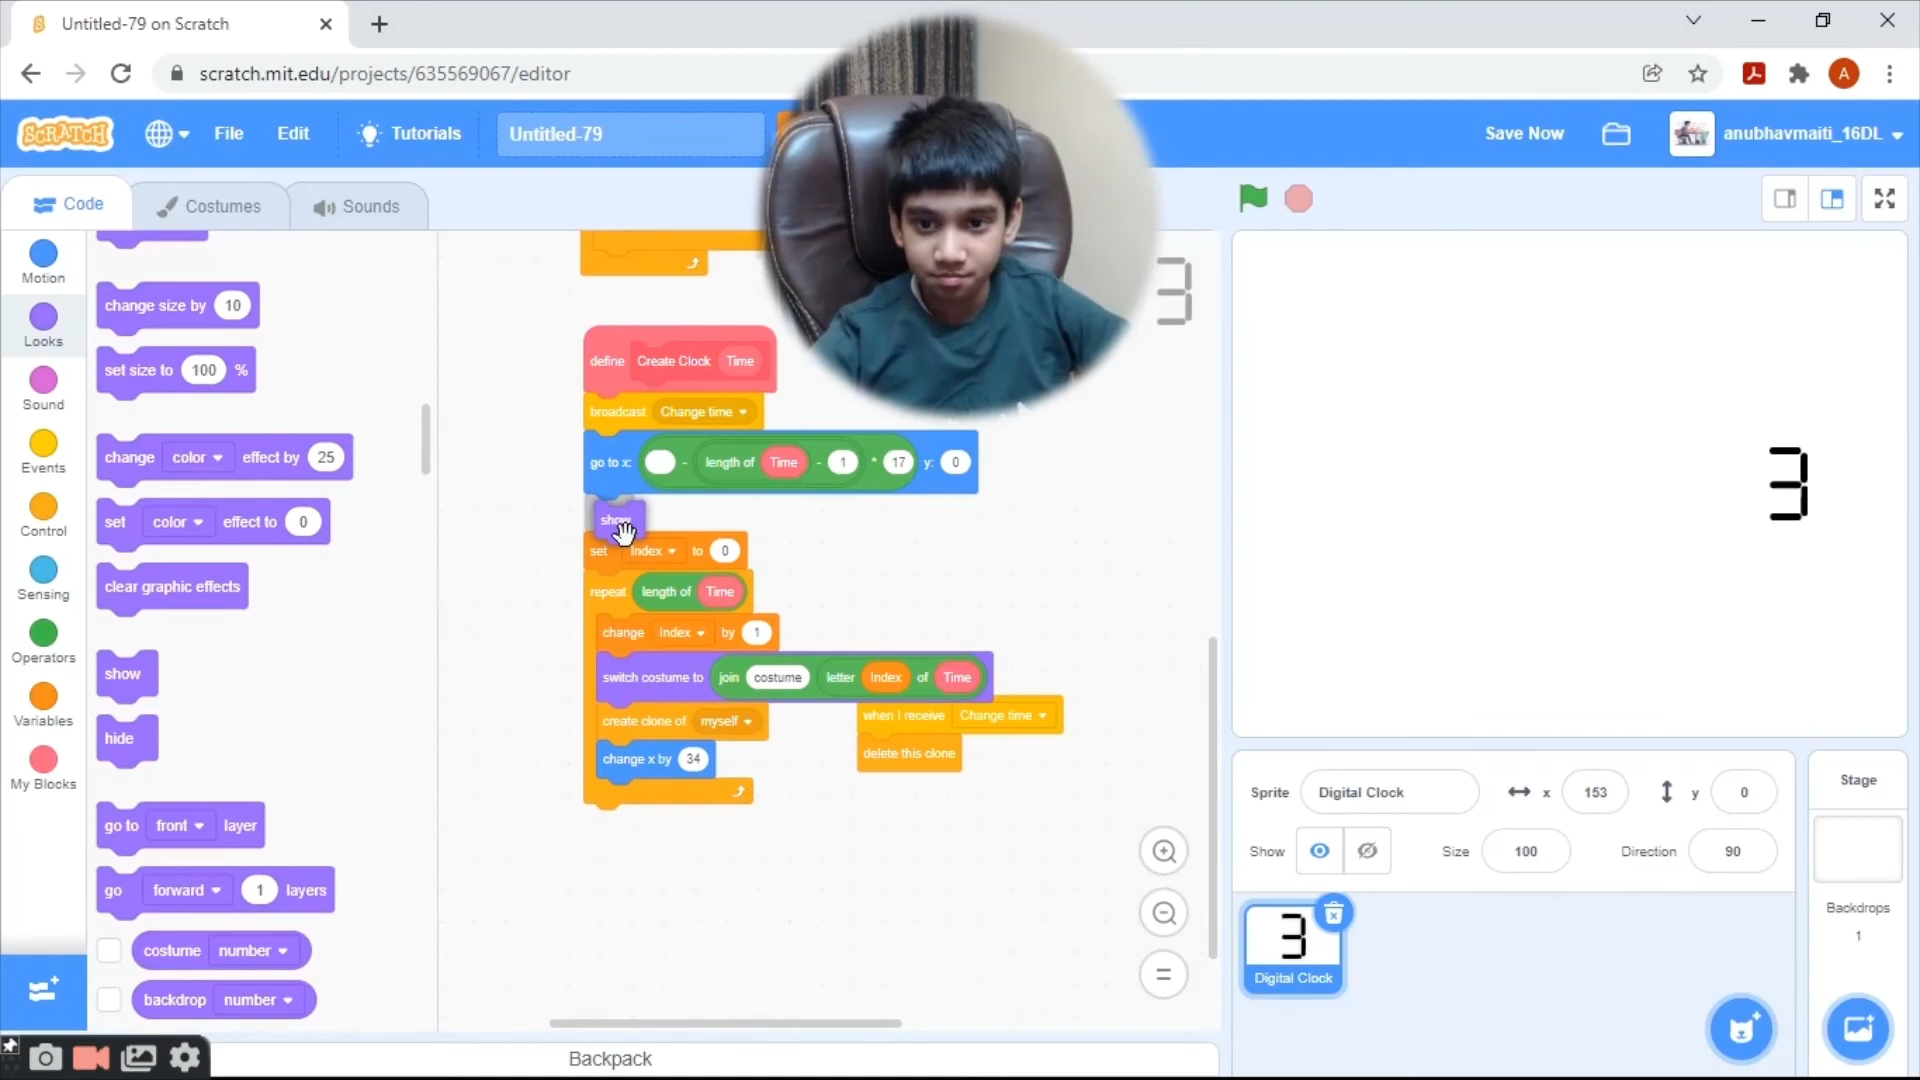 Untitled-79 on Scratch
scratch.mit.edu/projects/635569067/editor
A
SCRATCH
File
Edit
Tutorials
Untitled-79
Save Now
anubhavmaiti_16DL
Code
Costumes
Sounds
Motion
Looks
Sound
Events
Control
Sensing
Operators
Variables
My Blocks
change size by 10
set size to 100 %
change color effect by 25
set color effect to 0
clear graphic effects
show
hide
go to front layer
go forward 1 layers
costume number
backdrop number
define Create Clock Time
broadcast Change time
go to x: - length of Time - 1 * 17 y: 0
show
set Index to 0
repeat length of Time
change Index by 1
switch costume to join costume letter Index of Time
create clone of myself
change x by 34
when I receive Change time
delete this clone
3
3
Sprite Digital Clock x 153 y 0
Show Size 100 Direction 90
3
Digital Clock
Stage
Backdrops
1
Backpack